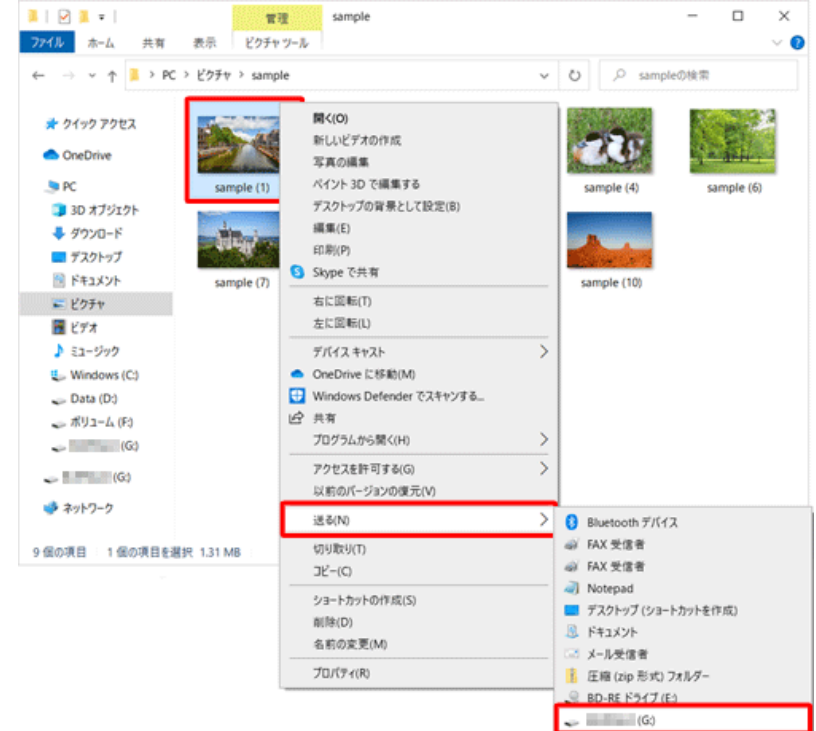 管理
sample
ファイル
ホーム
共有
表示
ピクチャ ツール
PC > ピクチャ > sample
sampleの検索
クイック アクセス
OneDrive
PC
3D オブジェクト
ダウンロード
デスクトップ
ドキュメント
ピクチャ
ビデオ
ミュージック
Windows (C:)
Data (D:)
ボリューム (F:)
(G:)
(G:)
ネットワーク
sample (1)
sample (4)
sample (6)
sample (7)
sample (10)
9 個の項目
1 個の項目を選択 1.31 MB
開く(O)
新しいビデオの作成
写真の編集
ペイント 3D で編集する
デスクトップの背景として設定(B)
編集(E)
印刷(P)
Skype で共有
右に回転(T)
左に回転(L)
デバイス キャスト
OneDrive に移動(M)
Windows Defender でスキャンする...
共有
プログラムから開く(H)
アクセスを許可する(G)
以前のバージョンの復元(V)
送る(N)
切り取り(T)
コピー(C)
ショートカットの作成(S)
削除(D)
名前の変更(M)
プロパティ(R)
Bluetooth デバイス
FAX 受信者
FAX 受信者
Notepad
デスクトップ (ショートカットを作成)
ドキュメント
メール受信者
圧縮 (zip 形式) フォルダー
BD-RE ドライブ (E:)
(G:)